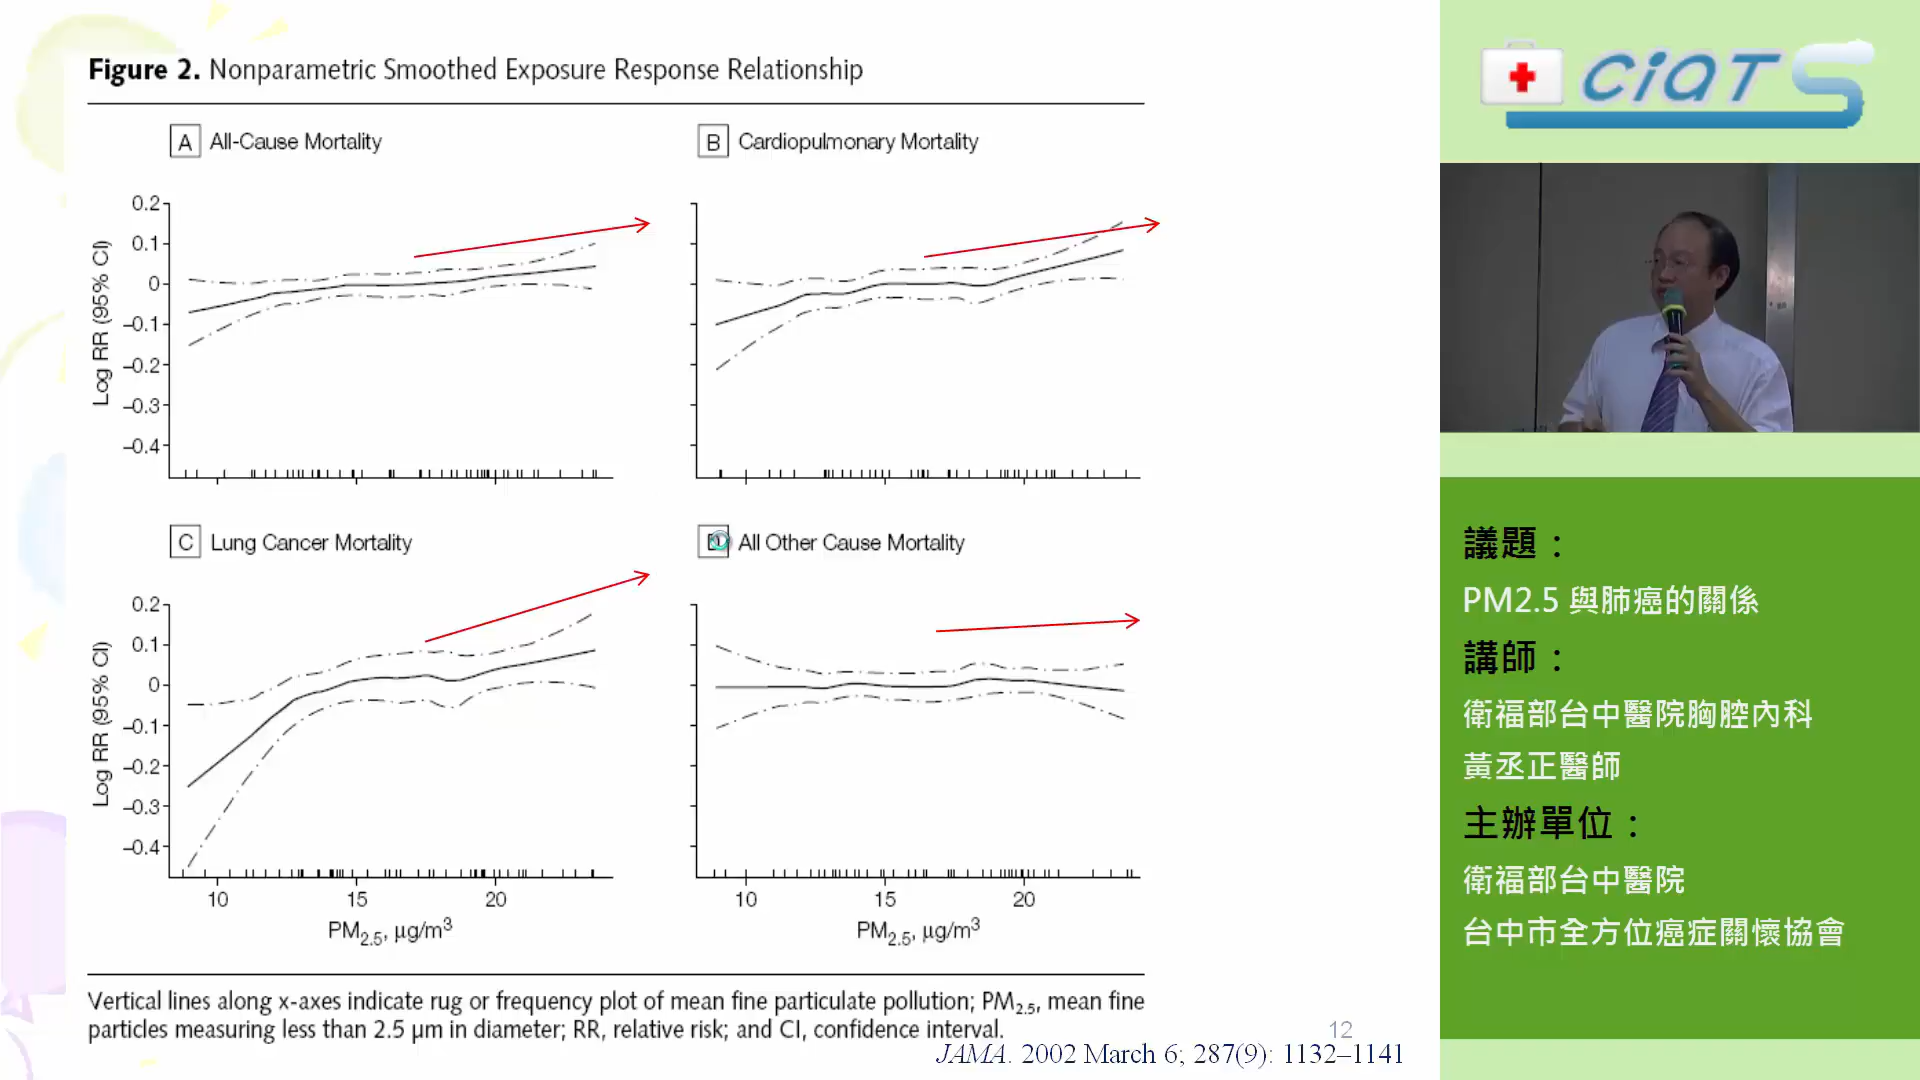 Figure 2. Nonparametric Smoothed Exposure Response Relationship
A All-Cause Mortality
B Cardiopulmonary Mortality
Log RR (95% CI)
0.2
0.1
0
–0.1
–0.2
–0.3
–0.4
C Lung Cancer Mortality
All Other Cause Mortality
Log RR (95% CI)
0.2
0.1
0
–0.1
–0.2
–0.3
–0.4
10 15 20
10 15 20
PM2.5, µg/m3
PM2.5, µg/m3
Vertical lines along x-axes indicate rug or frequency plot of mean fine particulate pollution; PM2.5, mean fine
particles measuring less than 2.5 µm in diameter; RR, relative risk; and CI, confidence interval.
12
JAMA. 2002 March 6; 287(9): 1132–1141
CiaTS
議題：
PM2.5 與肺癌的關係
講師：
衛福部台中醫院胸腔內科
黃丞正醫師
主辦單位：
衛福部台中醫院
台中市全方位癌症關懷協會